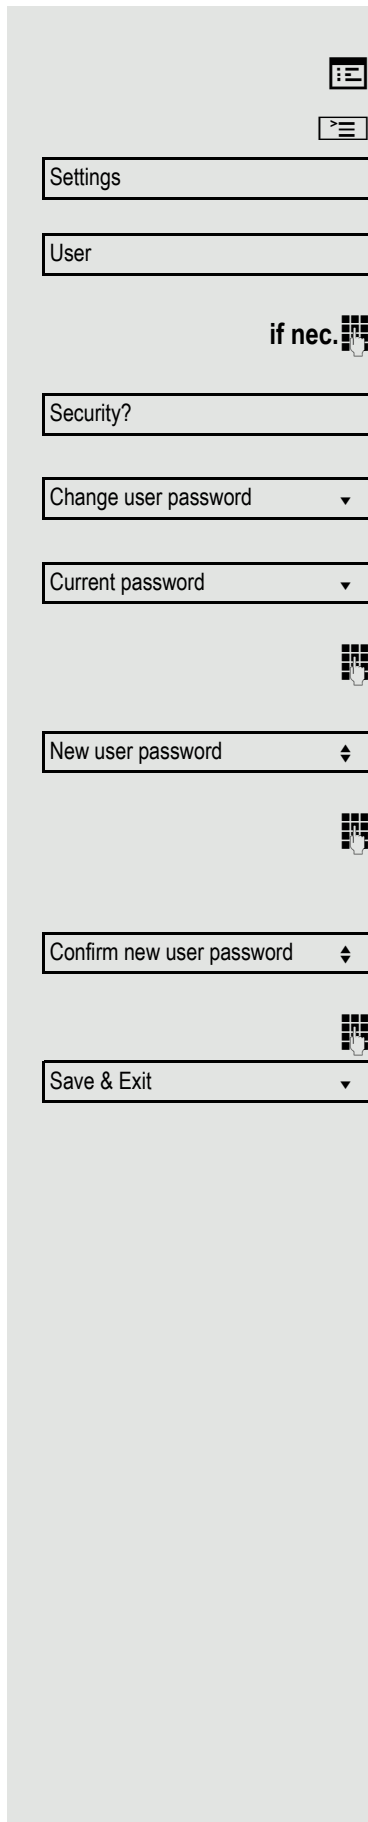 Settings
User
if nec.
Security?
Change user password
Current password
New user password
Confirm new user password
Save & Exit